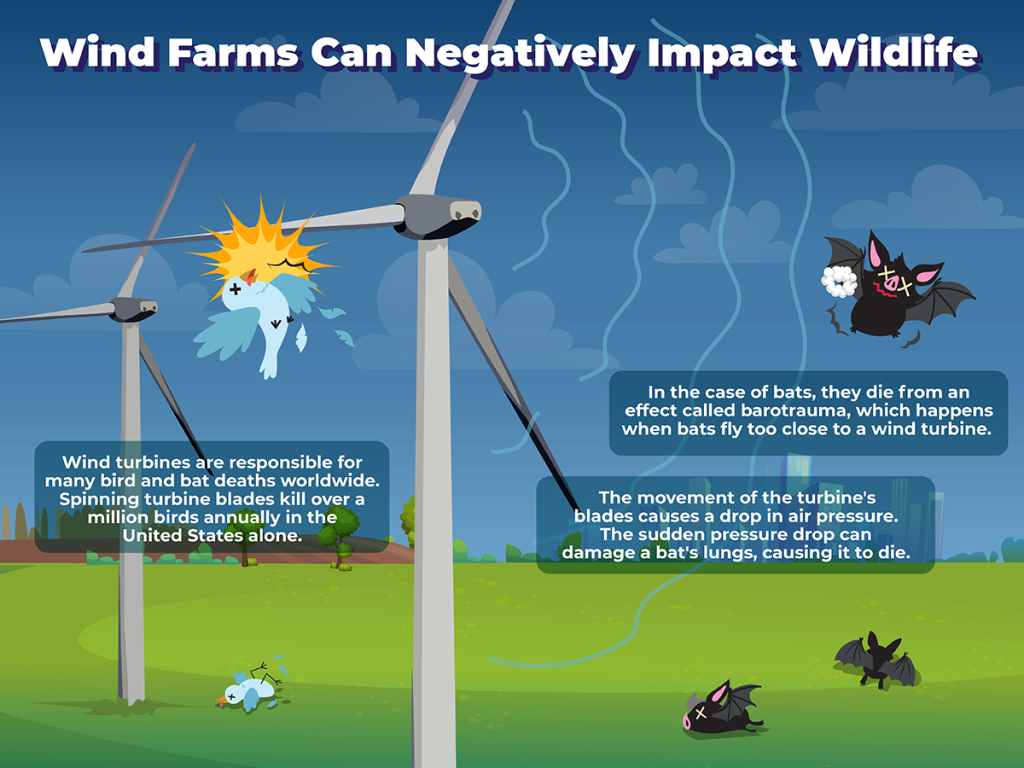 Wind Farms Can Negatively Impact Wildlife
In the case of bats, they die from an
effect called barotrauma, which happens
when bats fly too close to a wind turbine.
Wind turbines are responsible for
many bird and bat deaths worldwide.
Spinning turbine blades kill over a
million birds annually in the
United States alone.
The movement of the turbine's
blades causes a drop in air pressure.
The sudden pressure drop can
damage a bat's lungs, causing it to die.